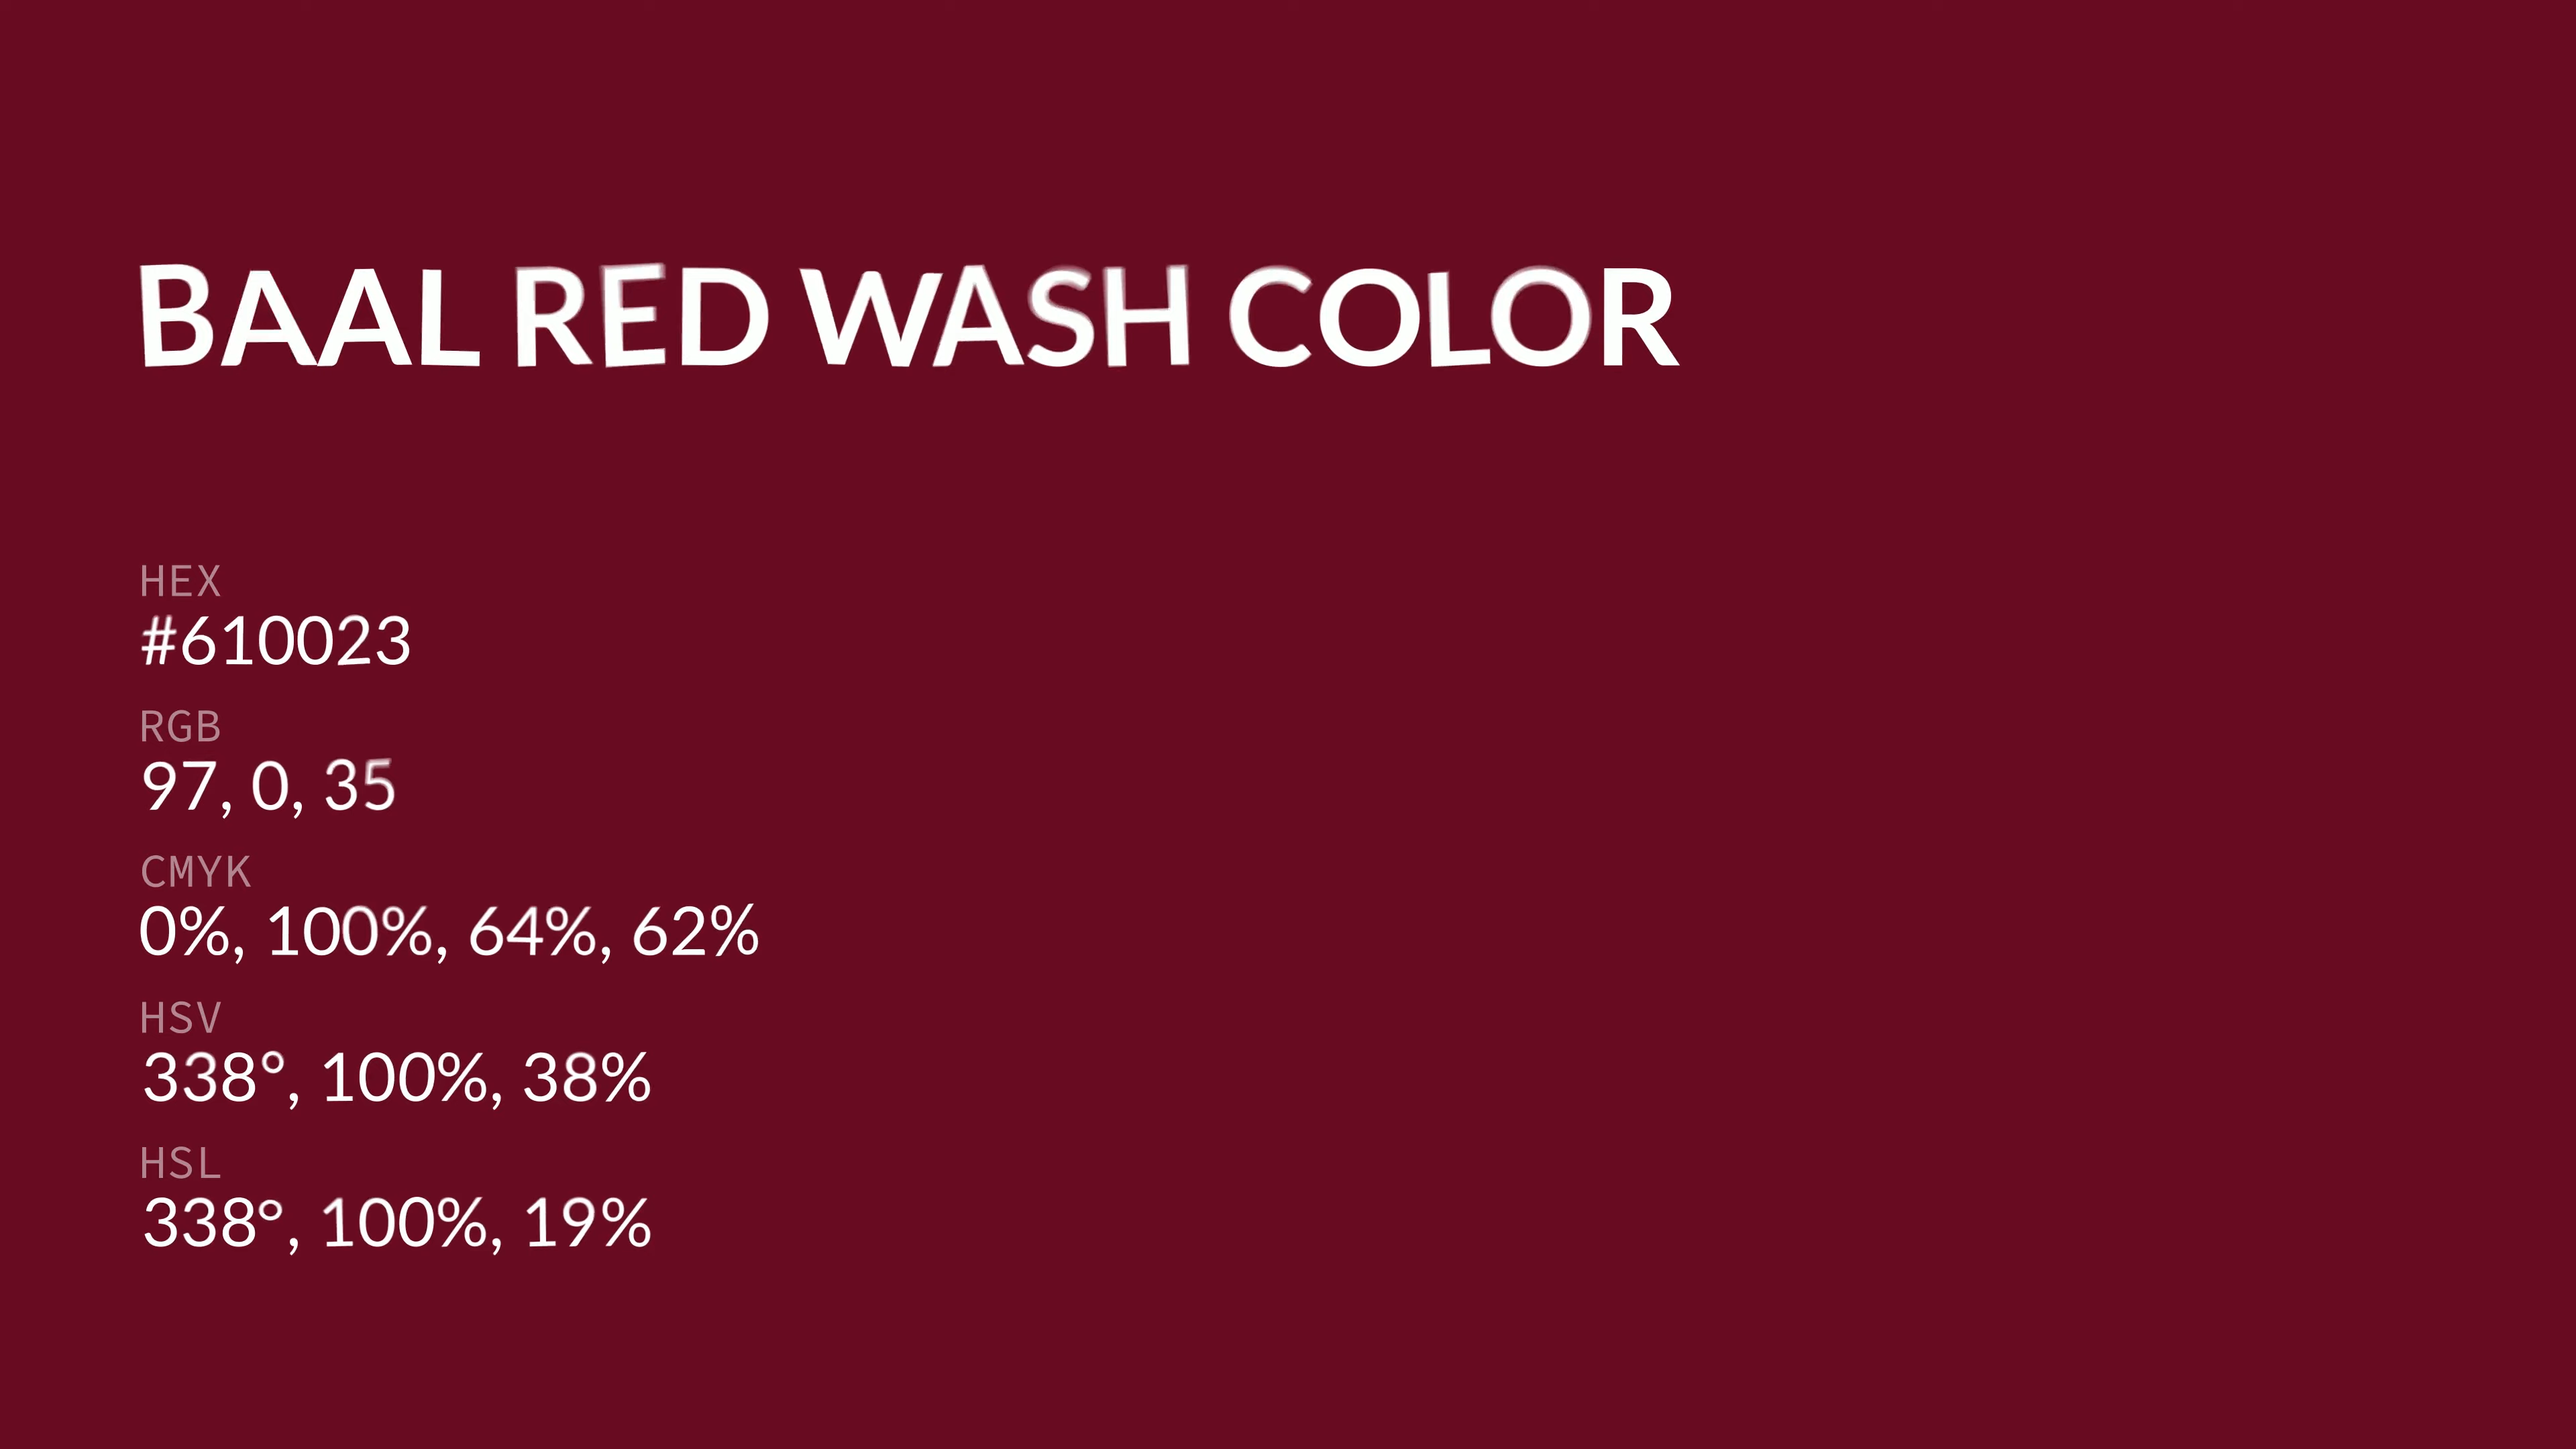 BAAL RED WASH COLOR
HEX
#610023
RGB
97, 0, 35
CMYK
0%, 100%, 64%, 62%
HSV
338°, 100%, 38%
HSL
338°, 100%, 19%